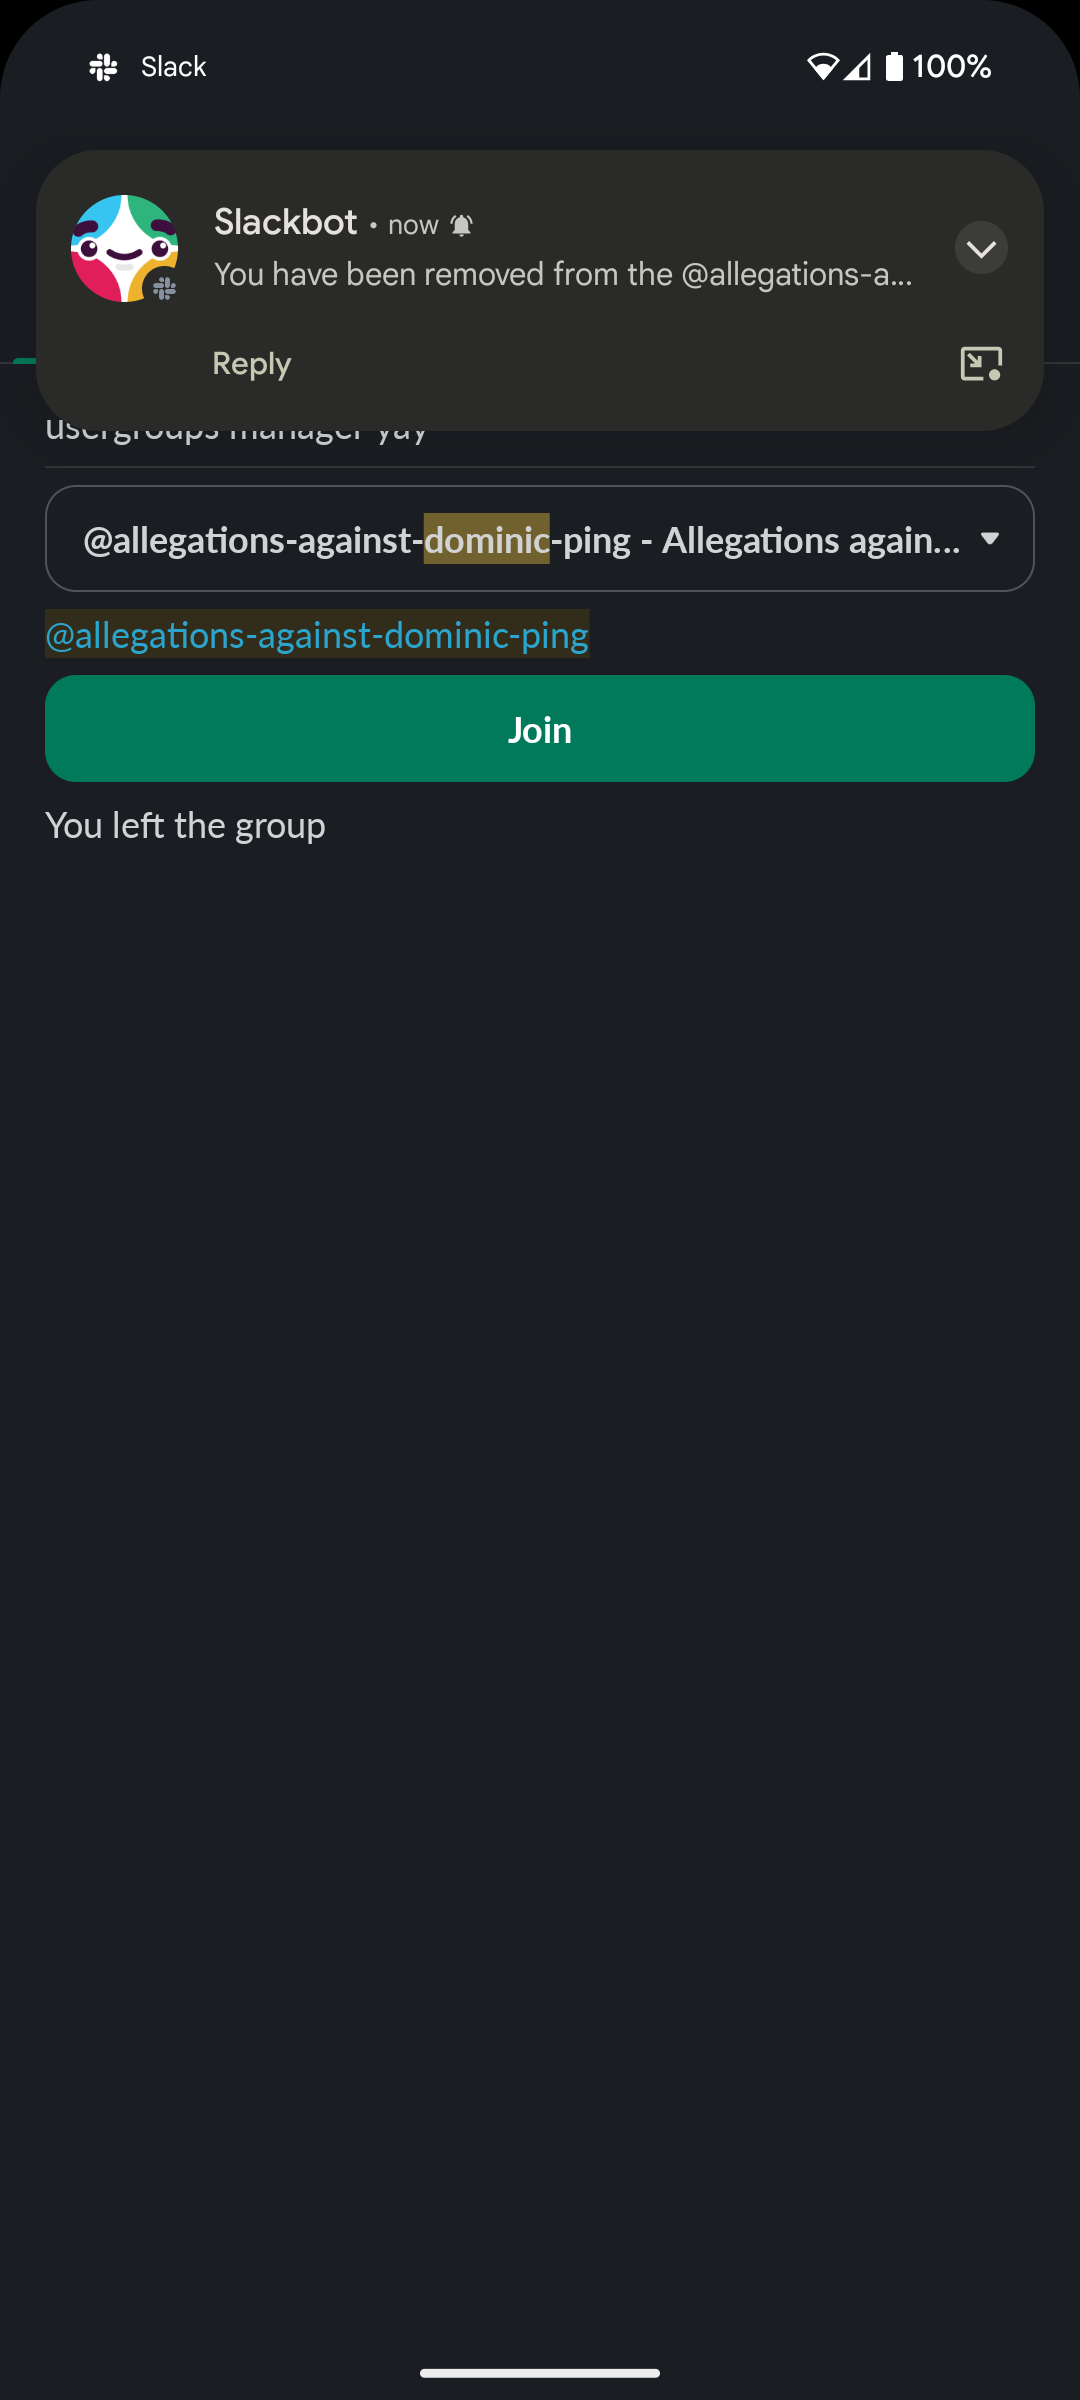 Slack
100%
Slackbot • now
You have been removed from the @allegations-a...
Reply
usergroups manager yay
@allegations-against-dominic-ping - Allegations again...
@allegations-against-dominic-ping
Join
You left the group